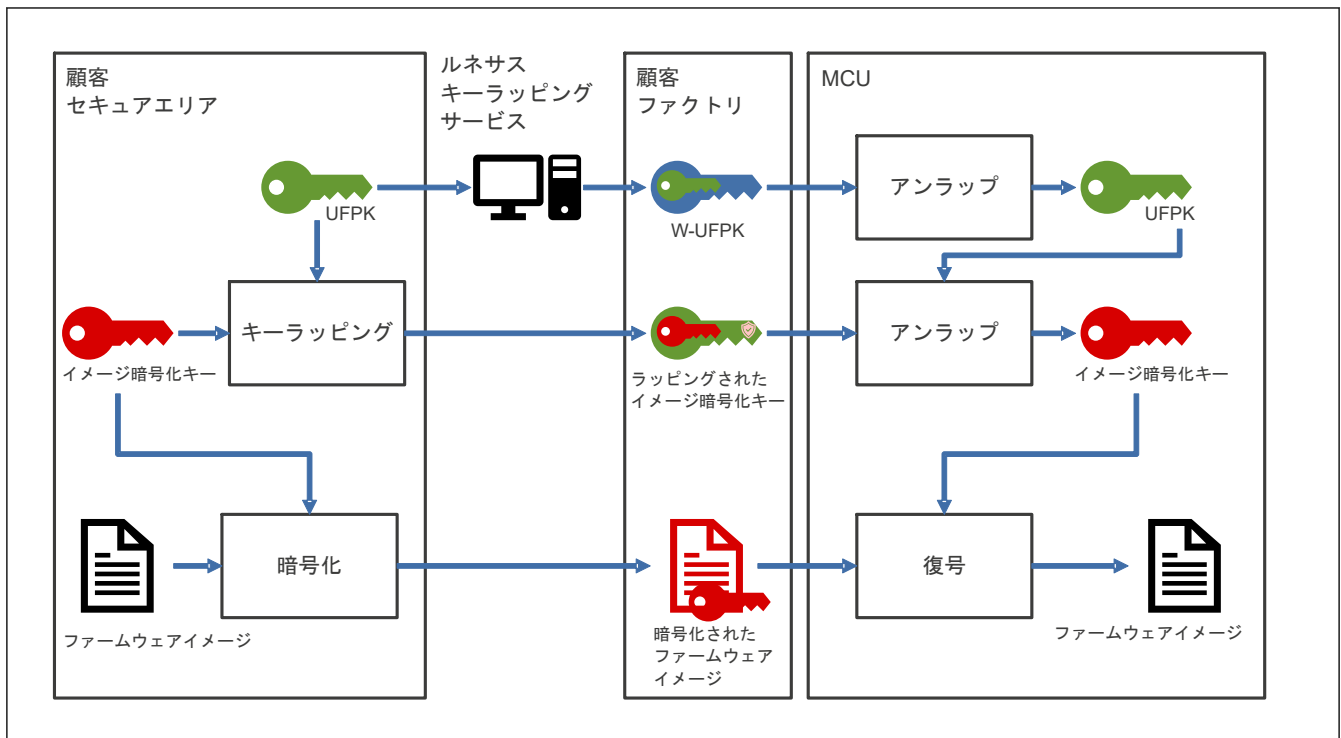 顧客
セキュアエリア
ルネサス
キーラッピング
サービス
顧客
ファクトリ
MCU
UFPK
W-UFPK
アンラップ
UFPK
キーラッピング
イメージ暗号化キー
ラッピングされた
イメージ暗号化キー
アンラップ
イメージ暗号化キー
暗号化
ファームウェアイメージ
暗号化された
ファームウェア
イメージ
復号
ファームウェアイメージ